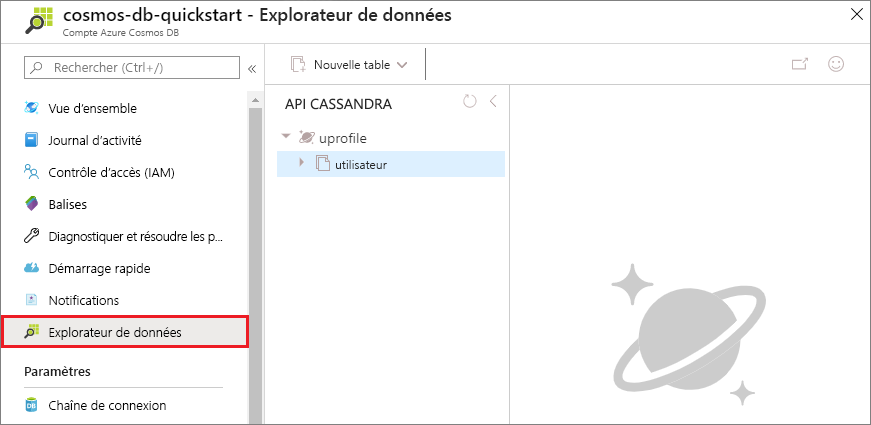 cosmos-db-quickstart - Explorateur de données
Compte Azure Cosmos DB
Rechercher (Ctrl+/)
Vue d'ensemble
Journal d'activité
Contrôle d'accès (IAM)
Balises
Diagnostiquer et résoudre les p...
Démarrage rapide
Notifications
Explorateur de données
Paramètres
DB
Chaîne de connexion
Nouvelle table
API CASSANDRA
uprofile
utilisateur